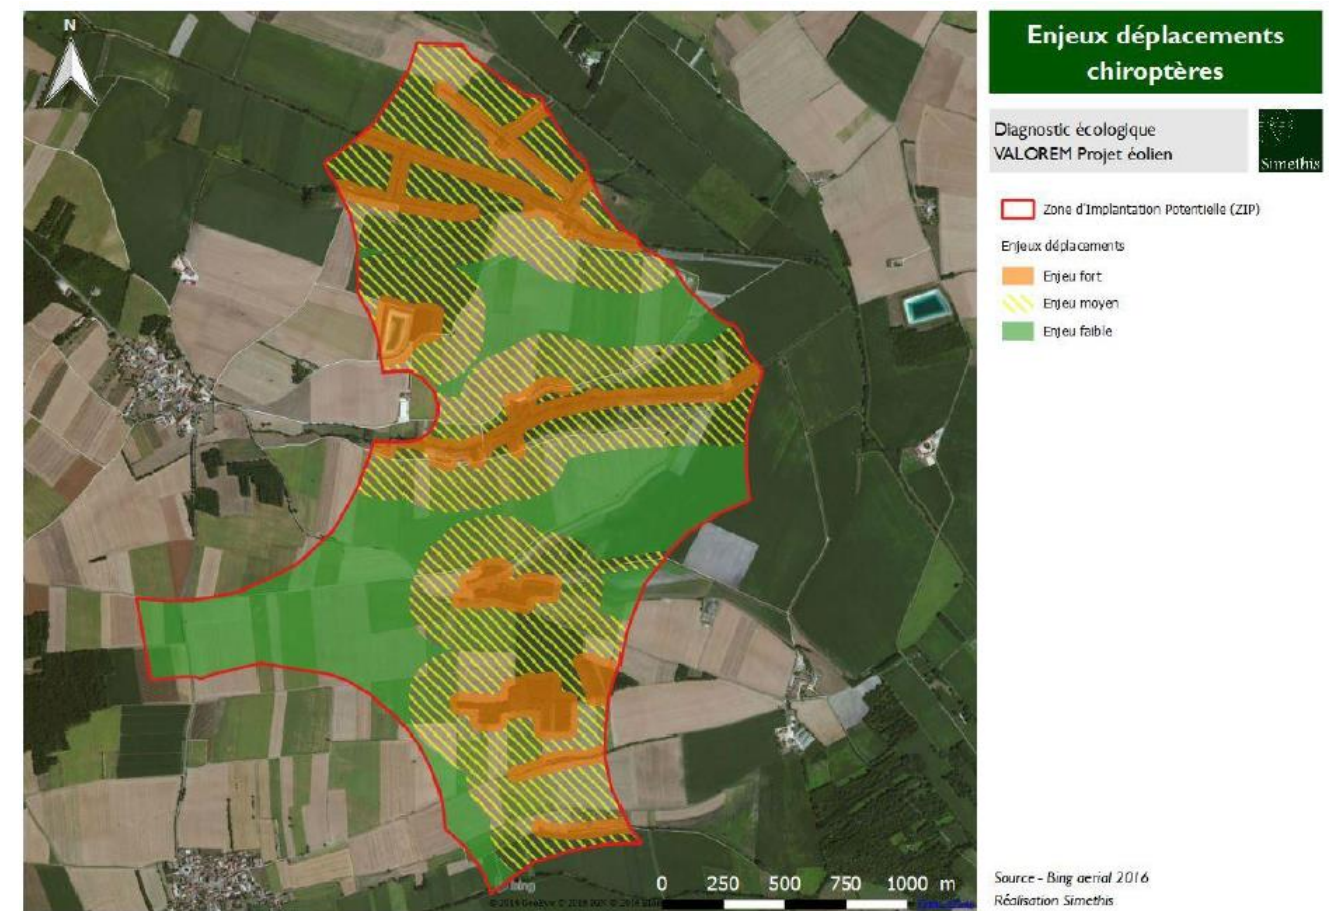 N
Enjeux déplacements
chiroptères
Diagnostic écologique
VALOREM Projet éolien
Simethis
Zone d'Implantation Potentielle (ZIP)
Enjeux déplacements
Enjeu fort
Enjeu moyen
Enjeu faible
bing
0 250 500 750 1000 m
Source - Bing aerial 2016
Réalisation Simethis